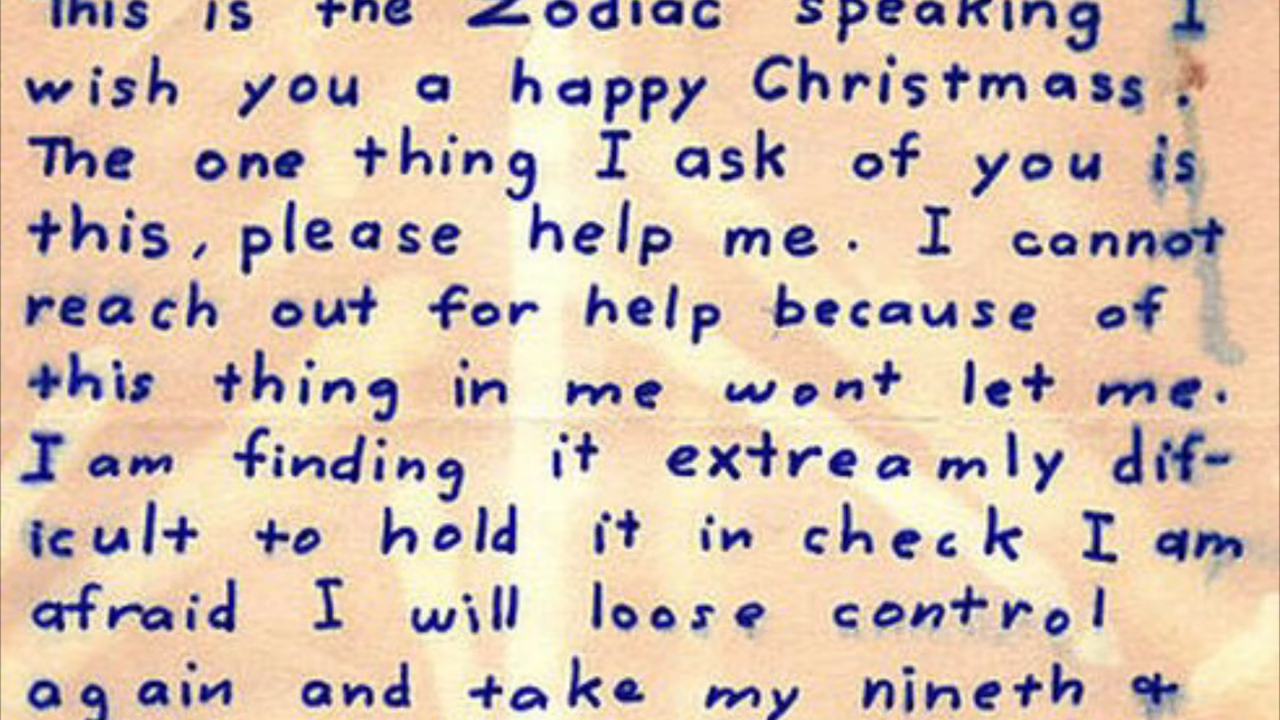 This is the Zodiac speaking I
wish you a happy Christmass.
The one thing I ask of you is
this, please help me. I cannot
reach out for help because of
this thing in me wont let me.
I am finding it extreamly dif-
icult to hold it in check I am
afraid I will loose control
again and take my nineth &